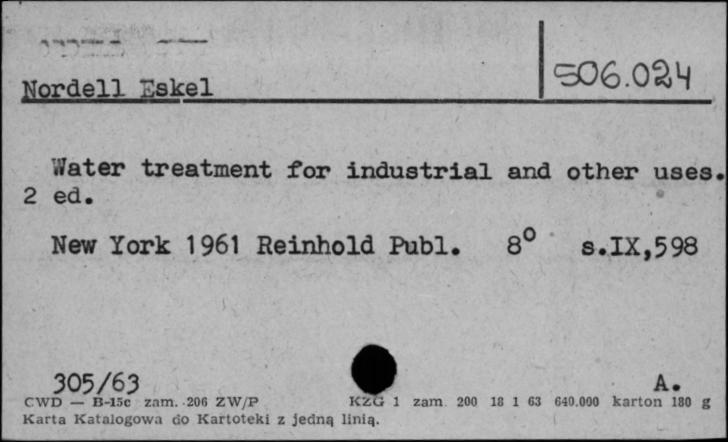 506.024
Nordell Eskel
Water treatment for industrial and other uses.
2 ed.
New York 1961 Reinhold Publ. 8° s.IX,598
305/63 A.
CWD — B-15c zam. 206 ZW/P KZG 1 zam. 200 18 1 63 640.000 karton 180 g
Karta Katalogowa do Kartoteki z jedną linią.